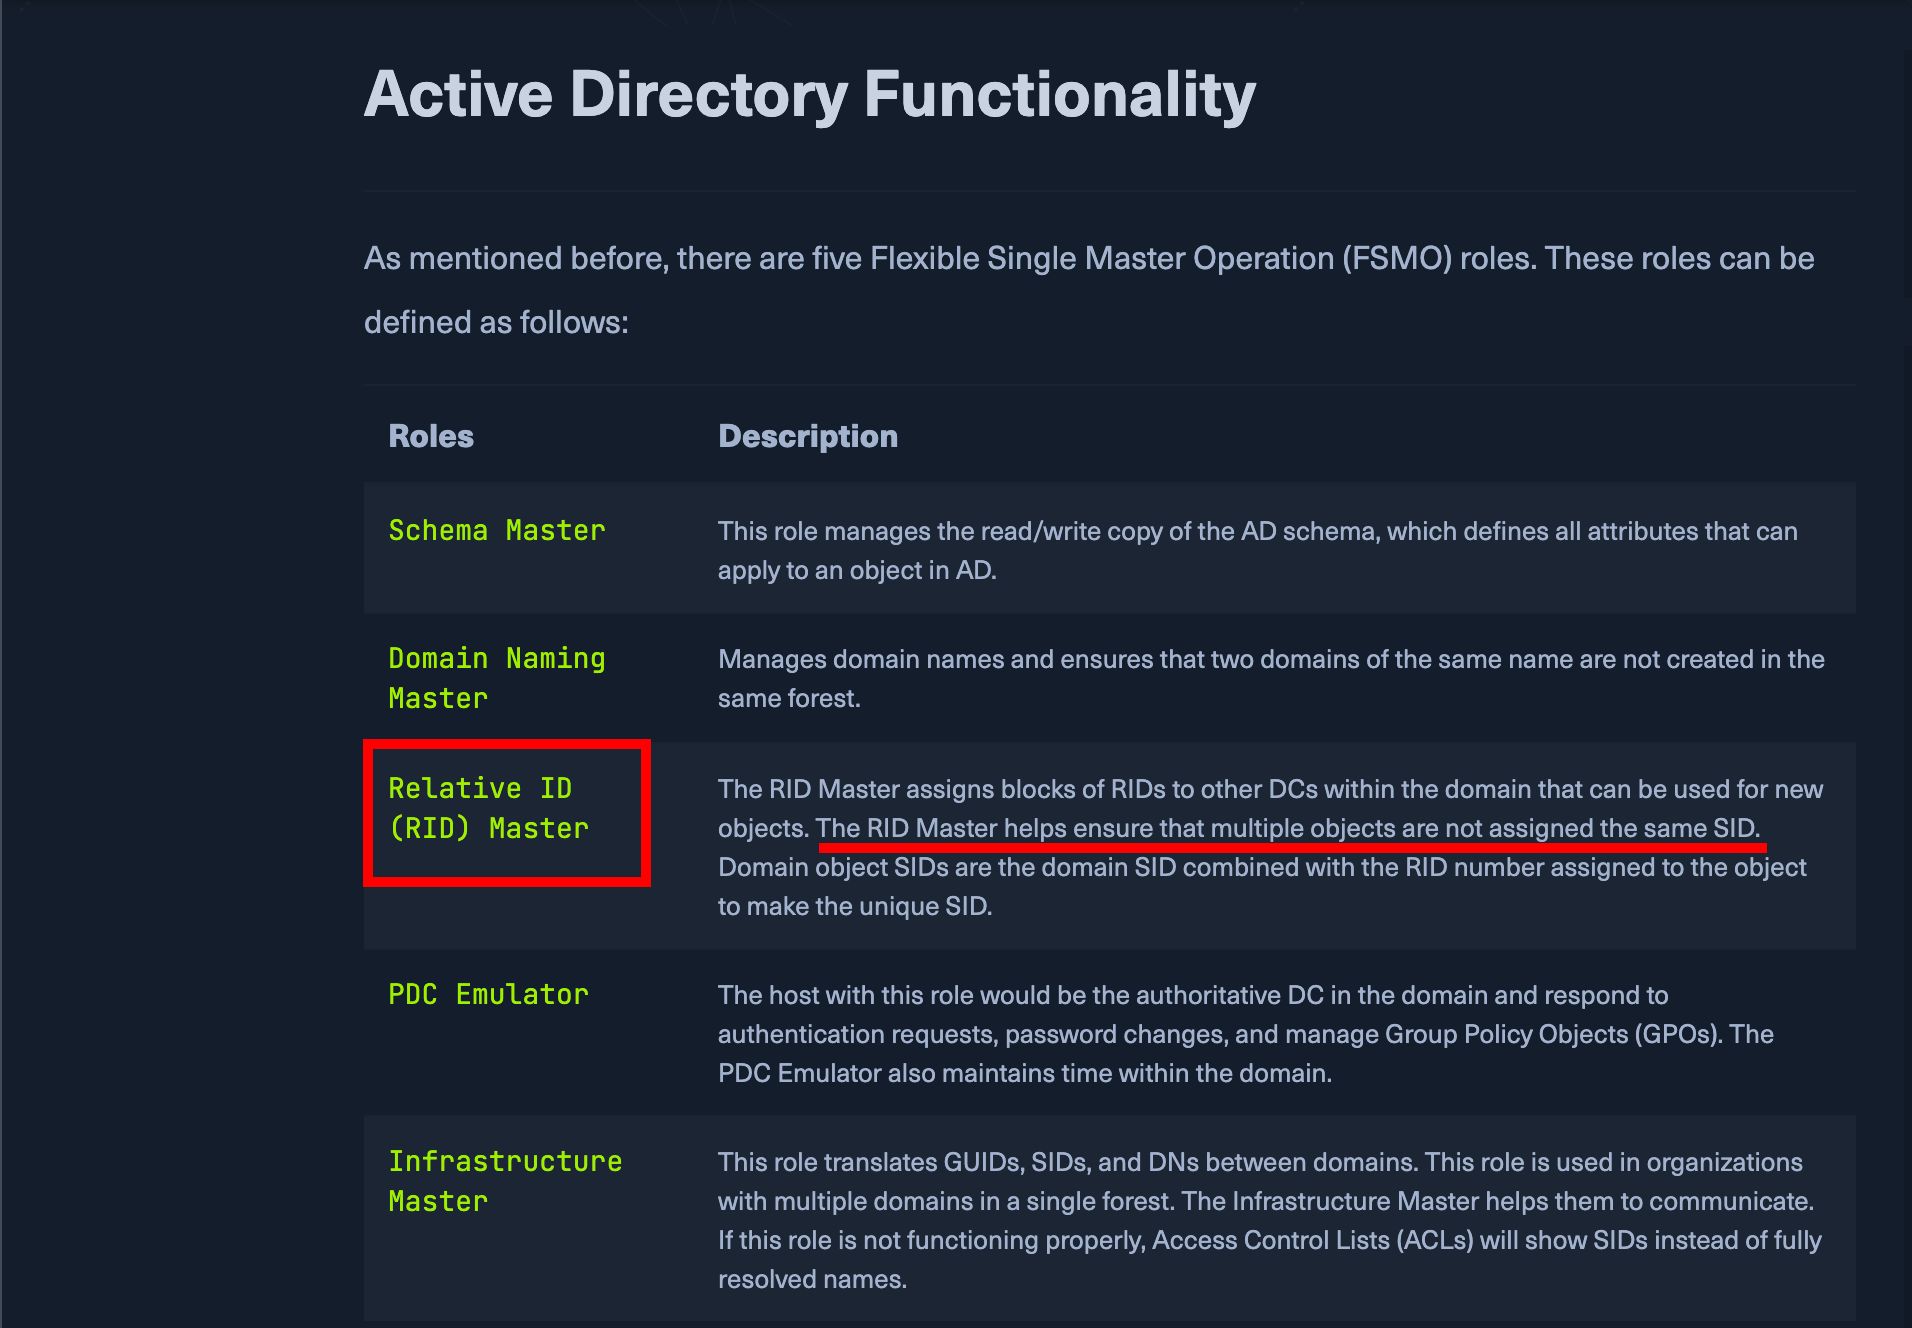 Active Directory Functionality
As mentioned before, there are five Flexible Single Master Operation (FSMO) roles. These roles can be
defined as follows:
Roles
Description
Schema Master
This role manages the read/write copy of the AD schema, which defines all attributes that can
apply to an object in AD.
Domain Naming
Master
Manages domain names and ensures that two domains of the same name are not created in the
same forest.
Relative ID
(RID) Master
The RID Master assigns blocks of RIDs to other DCs within the domain that can be used for new
objects. The RID Master helps ensure that multiple objects are not assigned the same SID.
Domain object SIDs are the domain SID combined with the RID number assigned to the object
to make the unique SID.
PDC Emulator
The host with this role would be the authoritative DC in the domain and respond to
authentication requests, password changes, and manage Group Policy Objects (GPOs). The
PDC Emulator also maintains time within the domain.
Infrastructure
Master
This role translates GUIDs, SIDs, and DNs between domains. This role is used in organizations
with multiple domains in a single forest. The Infrastructure Master helps them to communicate.
If this role is not functioning properly, Access Control Lists (ACLs) will show SIDs instead of fully
resolved names.